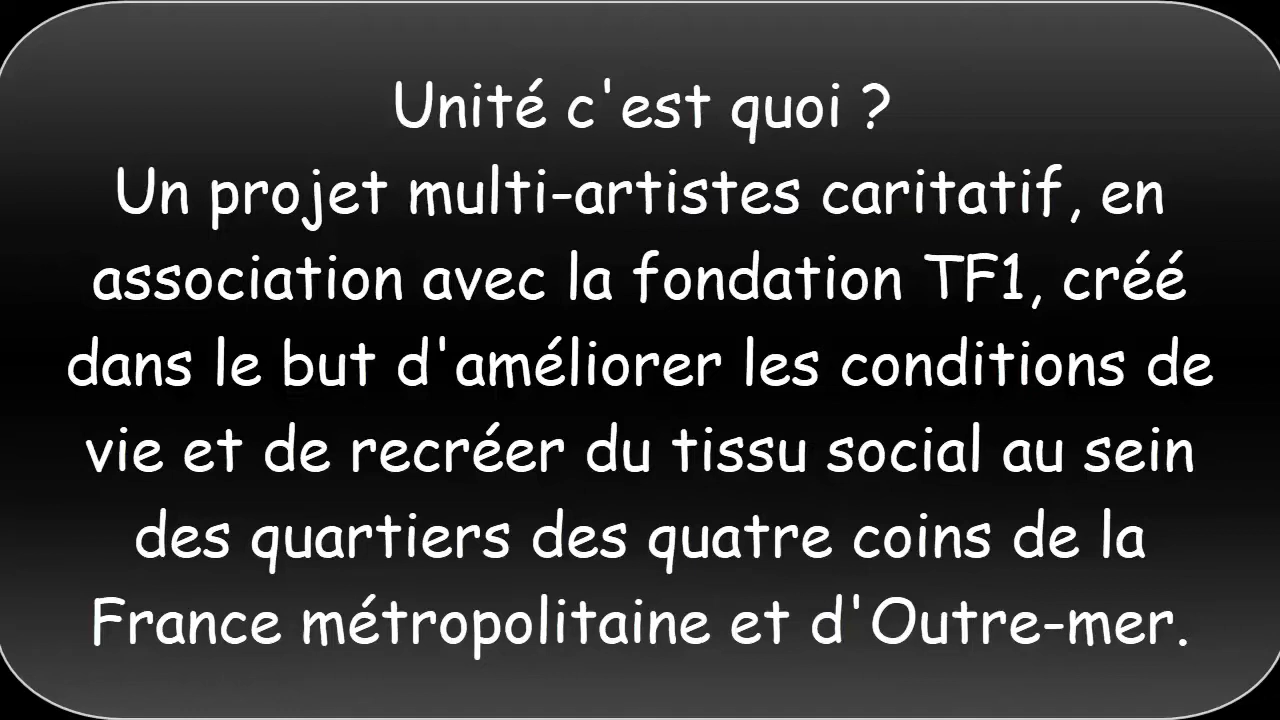 Unité c'est quoi ?
Un projet multi-artistes caritatif, en
association avec la fondation TF1, créé
dans le but d'améliorer les conditions de
vie et de recréer du tissu social au sein
des quartiers des quatre coins de la
France métropolitaine et d'Outre-mer.